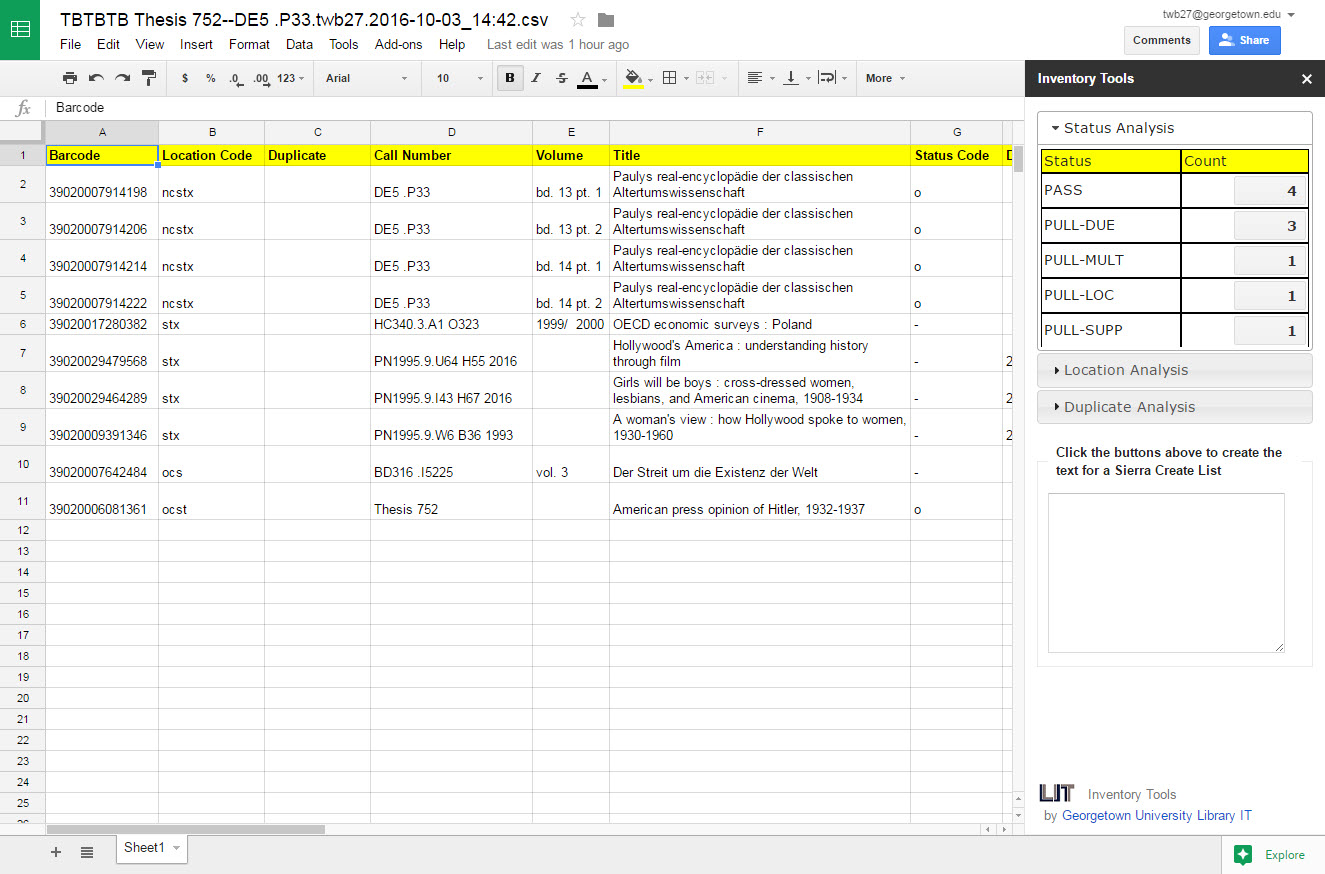 TBTBTB Thesis 752--DE5 .P33.twb27.2016-10-03_14:42.csv
twb27@georgetown.edu
File Edit View Insert Format Data Tools Add-ons Help Last edit was 1 hour ago
Comments Share
$ % .0 .00 123 Arial 10 B I S A More
Inventory Tools
fx Barcode
A B C D E F G
1 Barcode Location Code Duplicate Call Number Volume Title Status Code D
2 39020007914198 ncstx DE5 .P33 bd. 13 pt. 1 Paulys real-encyclopädie der classischen
Altertumswissenschaft o
3 39020007914206 ncstx DE5 .P33 bd. 13 pt. 2 Paulys real-encyclopädie der classischen
Altertumswissenschaft o
4 39020007914214 ncstx DE5 .P33 bd. 14 pt. 1 Paulys real-encyclopädie der classischen
Altertumswissenschaft o
5 39020007914222 ncstx DE5 .P33 bd. 14 pt. 2 Paulys real-encyclopädie der classischen
Altertumswissenschaft o
6 39020017280382 stx HC340.3.A1 O323 1999/ 2000 OECD economic surveys : Poland -
7 39020029479568 stx PN1995.9.U64 H55 2016 Hollywood's America : understanding history
through film - 2
8 39020029464289 stx PN1995.9.I43 H67 2016 Girls will be boys : cross-dressed women,
lesbians, and American cinema, 1908-1934 - 2
9 39020009391346 stx PN1995.9.W6 B36 1993 A woman's view : how Hollywood spoke to women,
1930-1960 - 2
10 39020007642484 ocs BD316 .I5225 vol. 3 Der Streit um die Existenz der Welt -
11 39020006081361 ocst Thesis 752 American press opinion of Hitler, 1932-1937 o
12
13
14
15
16
17
18
19
20
21
22
23
24
25
26
Status Analysis
Status Count
PASS 4
PULL-DUE 3
PULL-MULT 1
PULL-LOC 1
PULL-SUPP 1
Location Analysis
Duplicate Analysis
Click the buttons above to create the
text for a Sierra Create List
LIT Inventory Tools
by Georgetown University Library IT
Sheet1
Explore